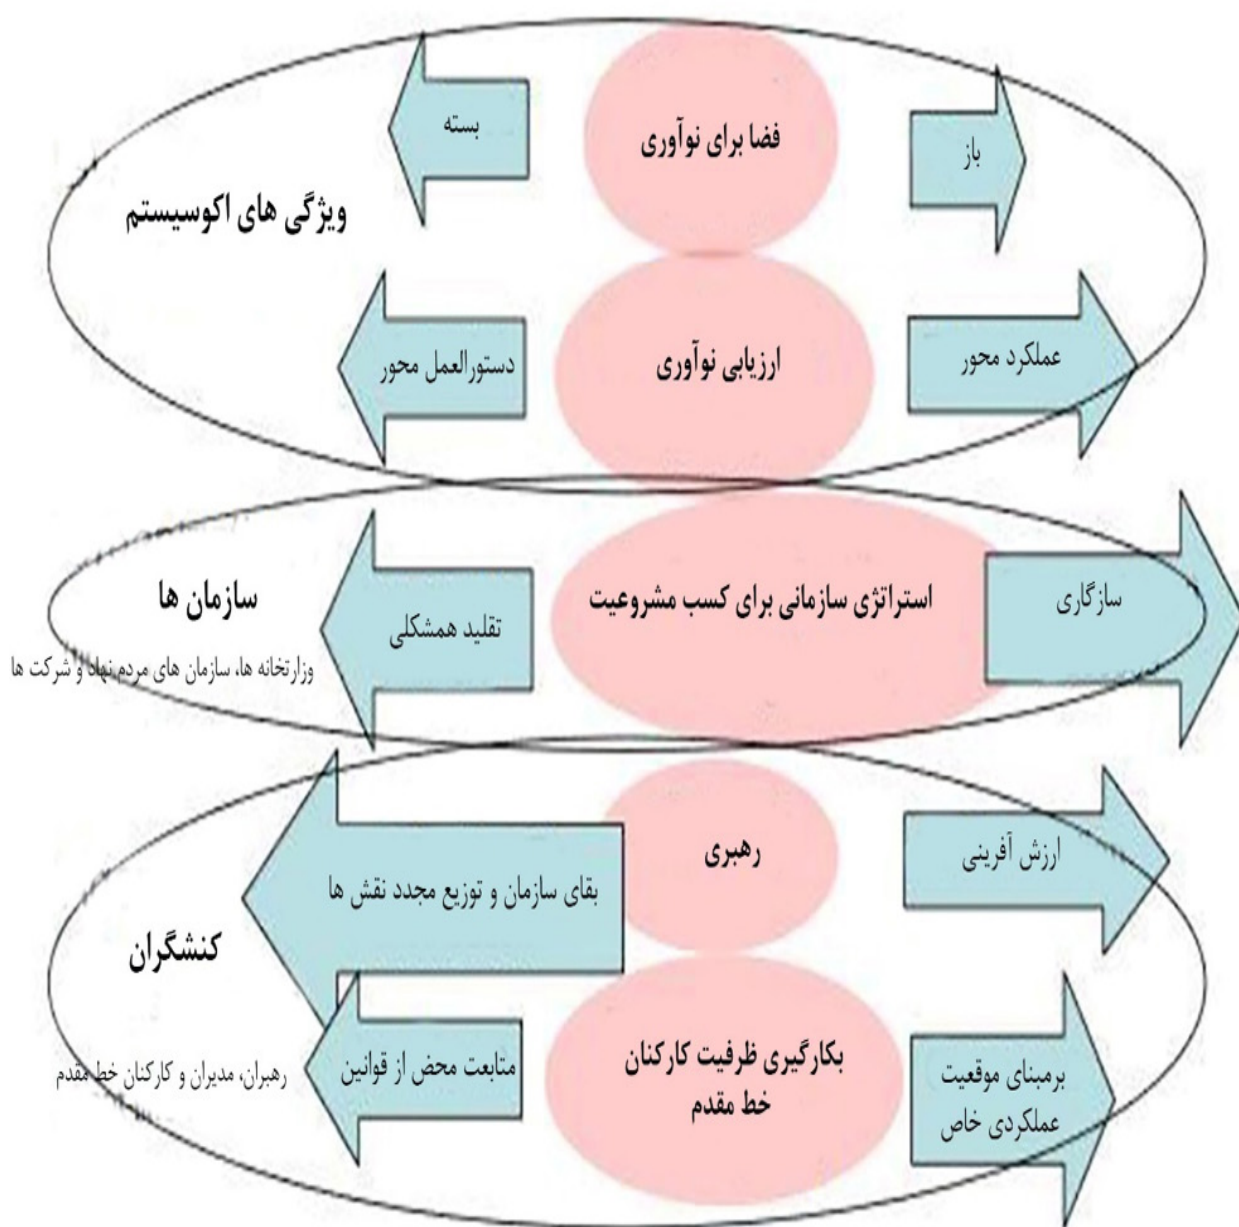 بسته
فضا برای نوآوری
باز
ویژگی های اکوسیستم
دستورالعمل محور
ارزیابی نوآوری
عملکرد محور
سازمان ها
وزارتخانه ها، سازمان های مردم نهاد و شرکت ها
تقلید همشکلی
استراتژی سازمانی برای کسب مشروعیت
سازگاری
رهبری
ارزش آفرینی
بقای سازمان و توزیع مجدد نقش ها
کنشگران
رهبران، مدیران و کارکنان خط مقدم
متابعت محض از قوانین
بکارگیری ظرفیت کارکنان
خط مقدم
برمبنای موقعیت
عملکردی خاص